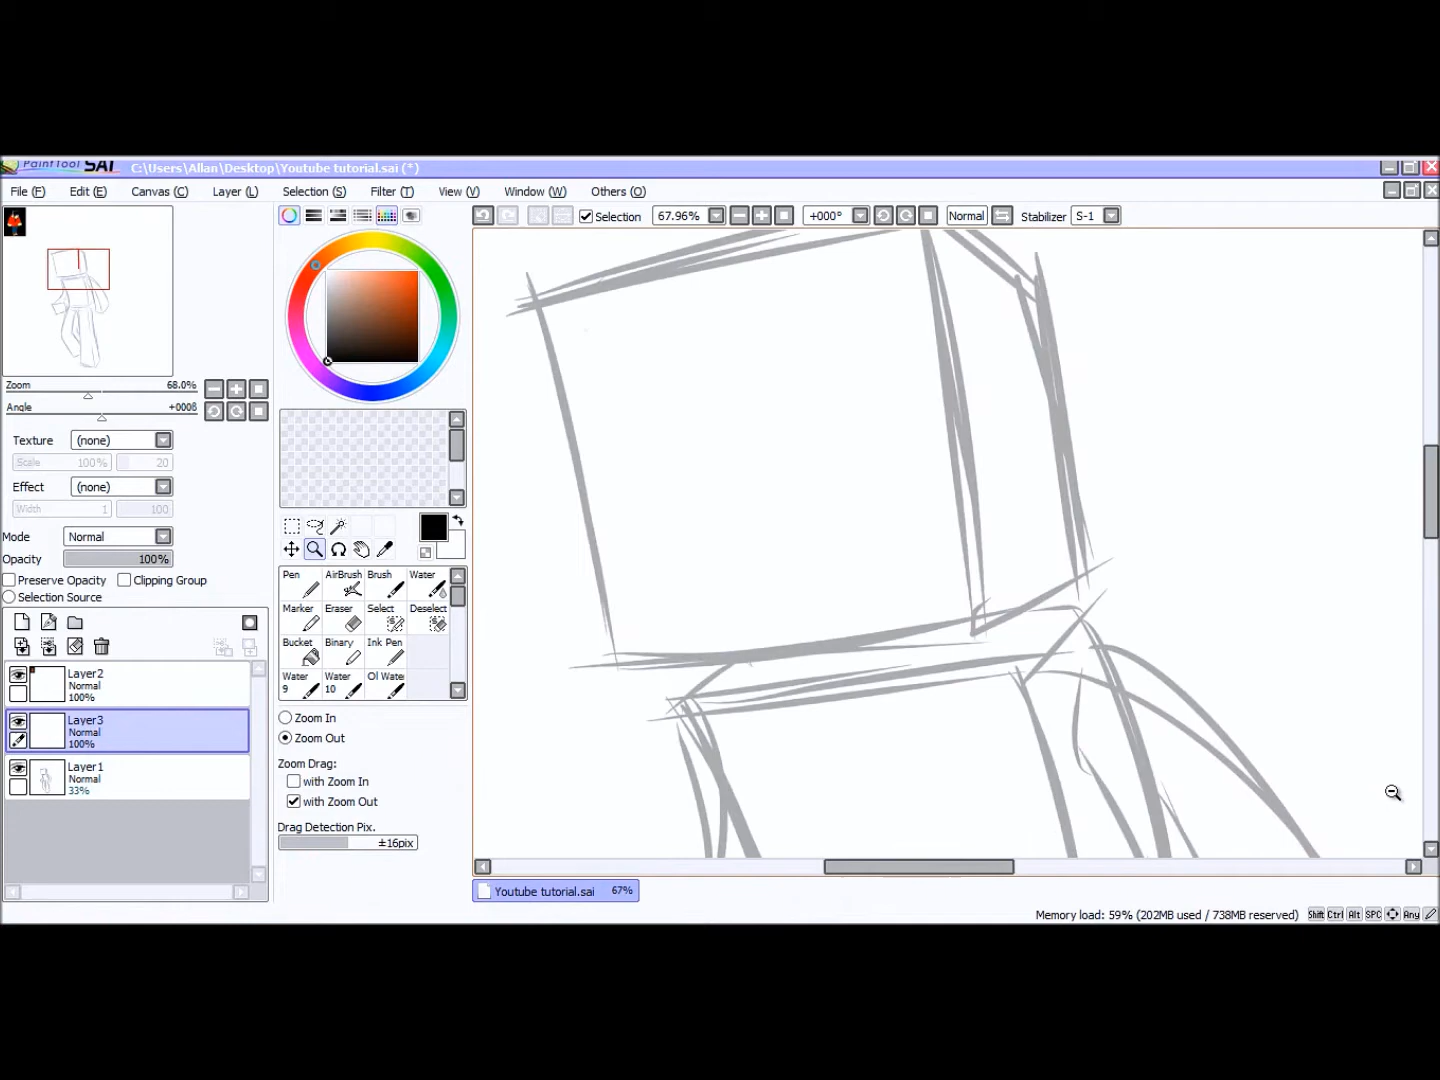 PaintTool SAI C:\Users\Allan\Desktop\Youtube tutorial.sai (*)
File (F) Edit (E) Canvas (C) Layer (L) Selection (S) Filter (T) View (V) Window (W) Others (O)
Selection 67.96% +000° Normal Stabilizer S-1
Zoom 68.0%
Angle +000ß
Texture (none)
Scale 100% 20
Effect (none)
Width 1 100
Mode Normal
Opacity 100%
Preserve Opacity Clipping Group
Selection Source
Layer2
Normal
100%
Layer3
Normal
100%
Layer1
Normal
33%
Pen AirBrush Brush Water
Marker Eraser Select Deselect
Bucket Binary Ink Pen
Water 9 Water 10 Oil Water
Zoom In
Zoom Out
Zoom Drag:
with Zoom In
with Zoom Out
Drag Detection Pix.
±16pix
Youtube tutorial.sai 67%
Memory load: 59% (202MB used / 738MB reserved) Shift Ctrl Alt SPC Any